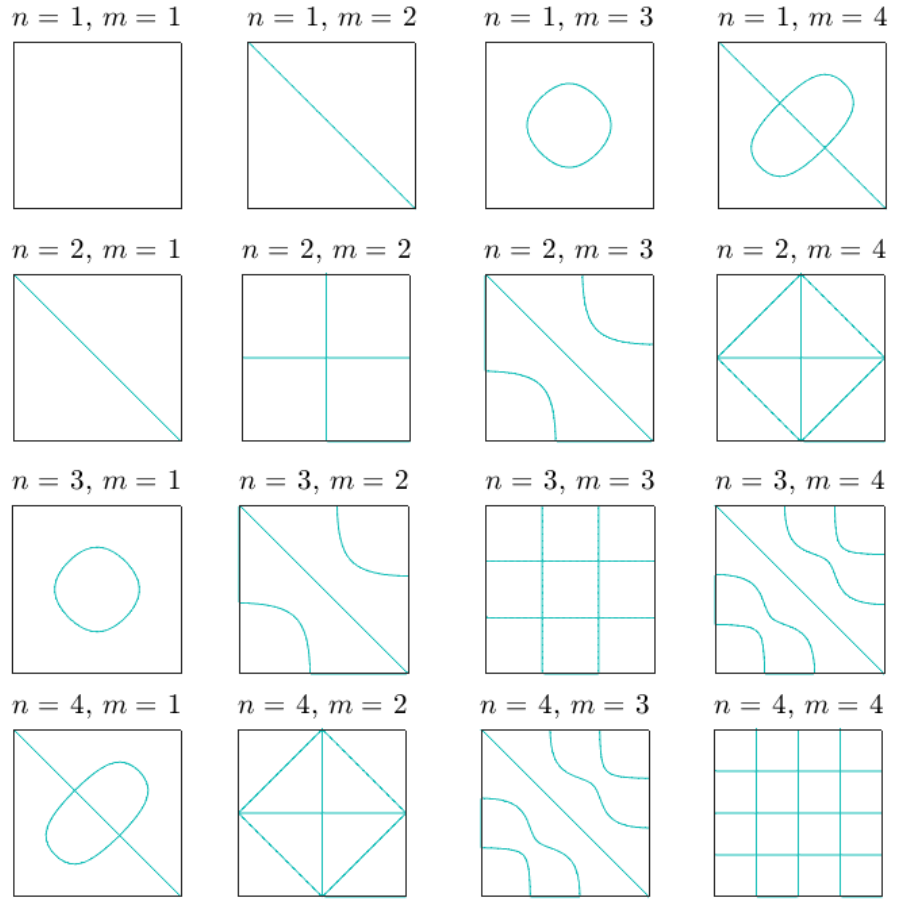 n = 1, m = 1 n = 1, m = 2 n = 1, m = 3 n = 1, m = 4
n = 2, m = 1 n = 2, m = 2 n = 2, m = 3 n = 2, m = 4
n = 3, m = 1 n = 3, m = 2 n = 3, m = 3 n = 3, m = 4
n = 4, m = 1 n = 4, m = 2 n = 4, m = 3 n = 4, m = 4